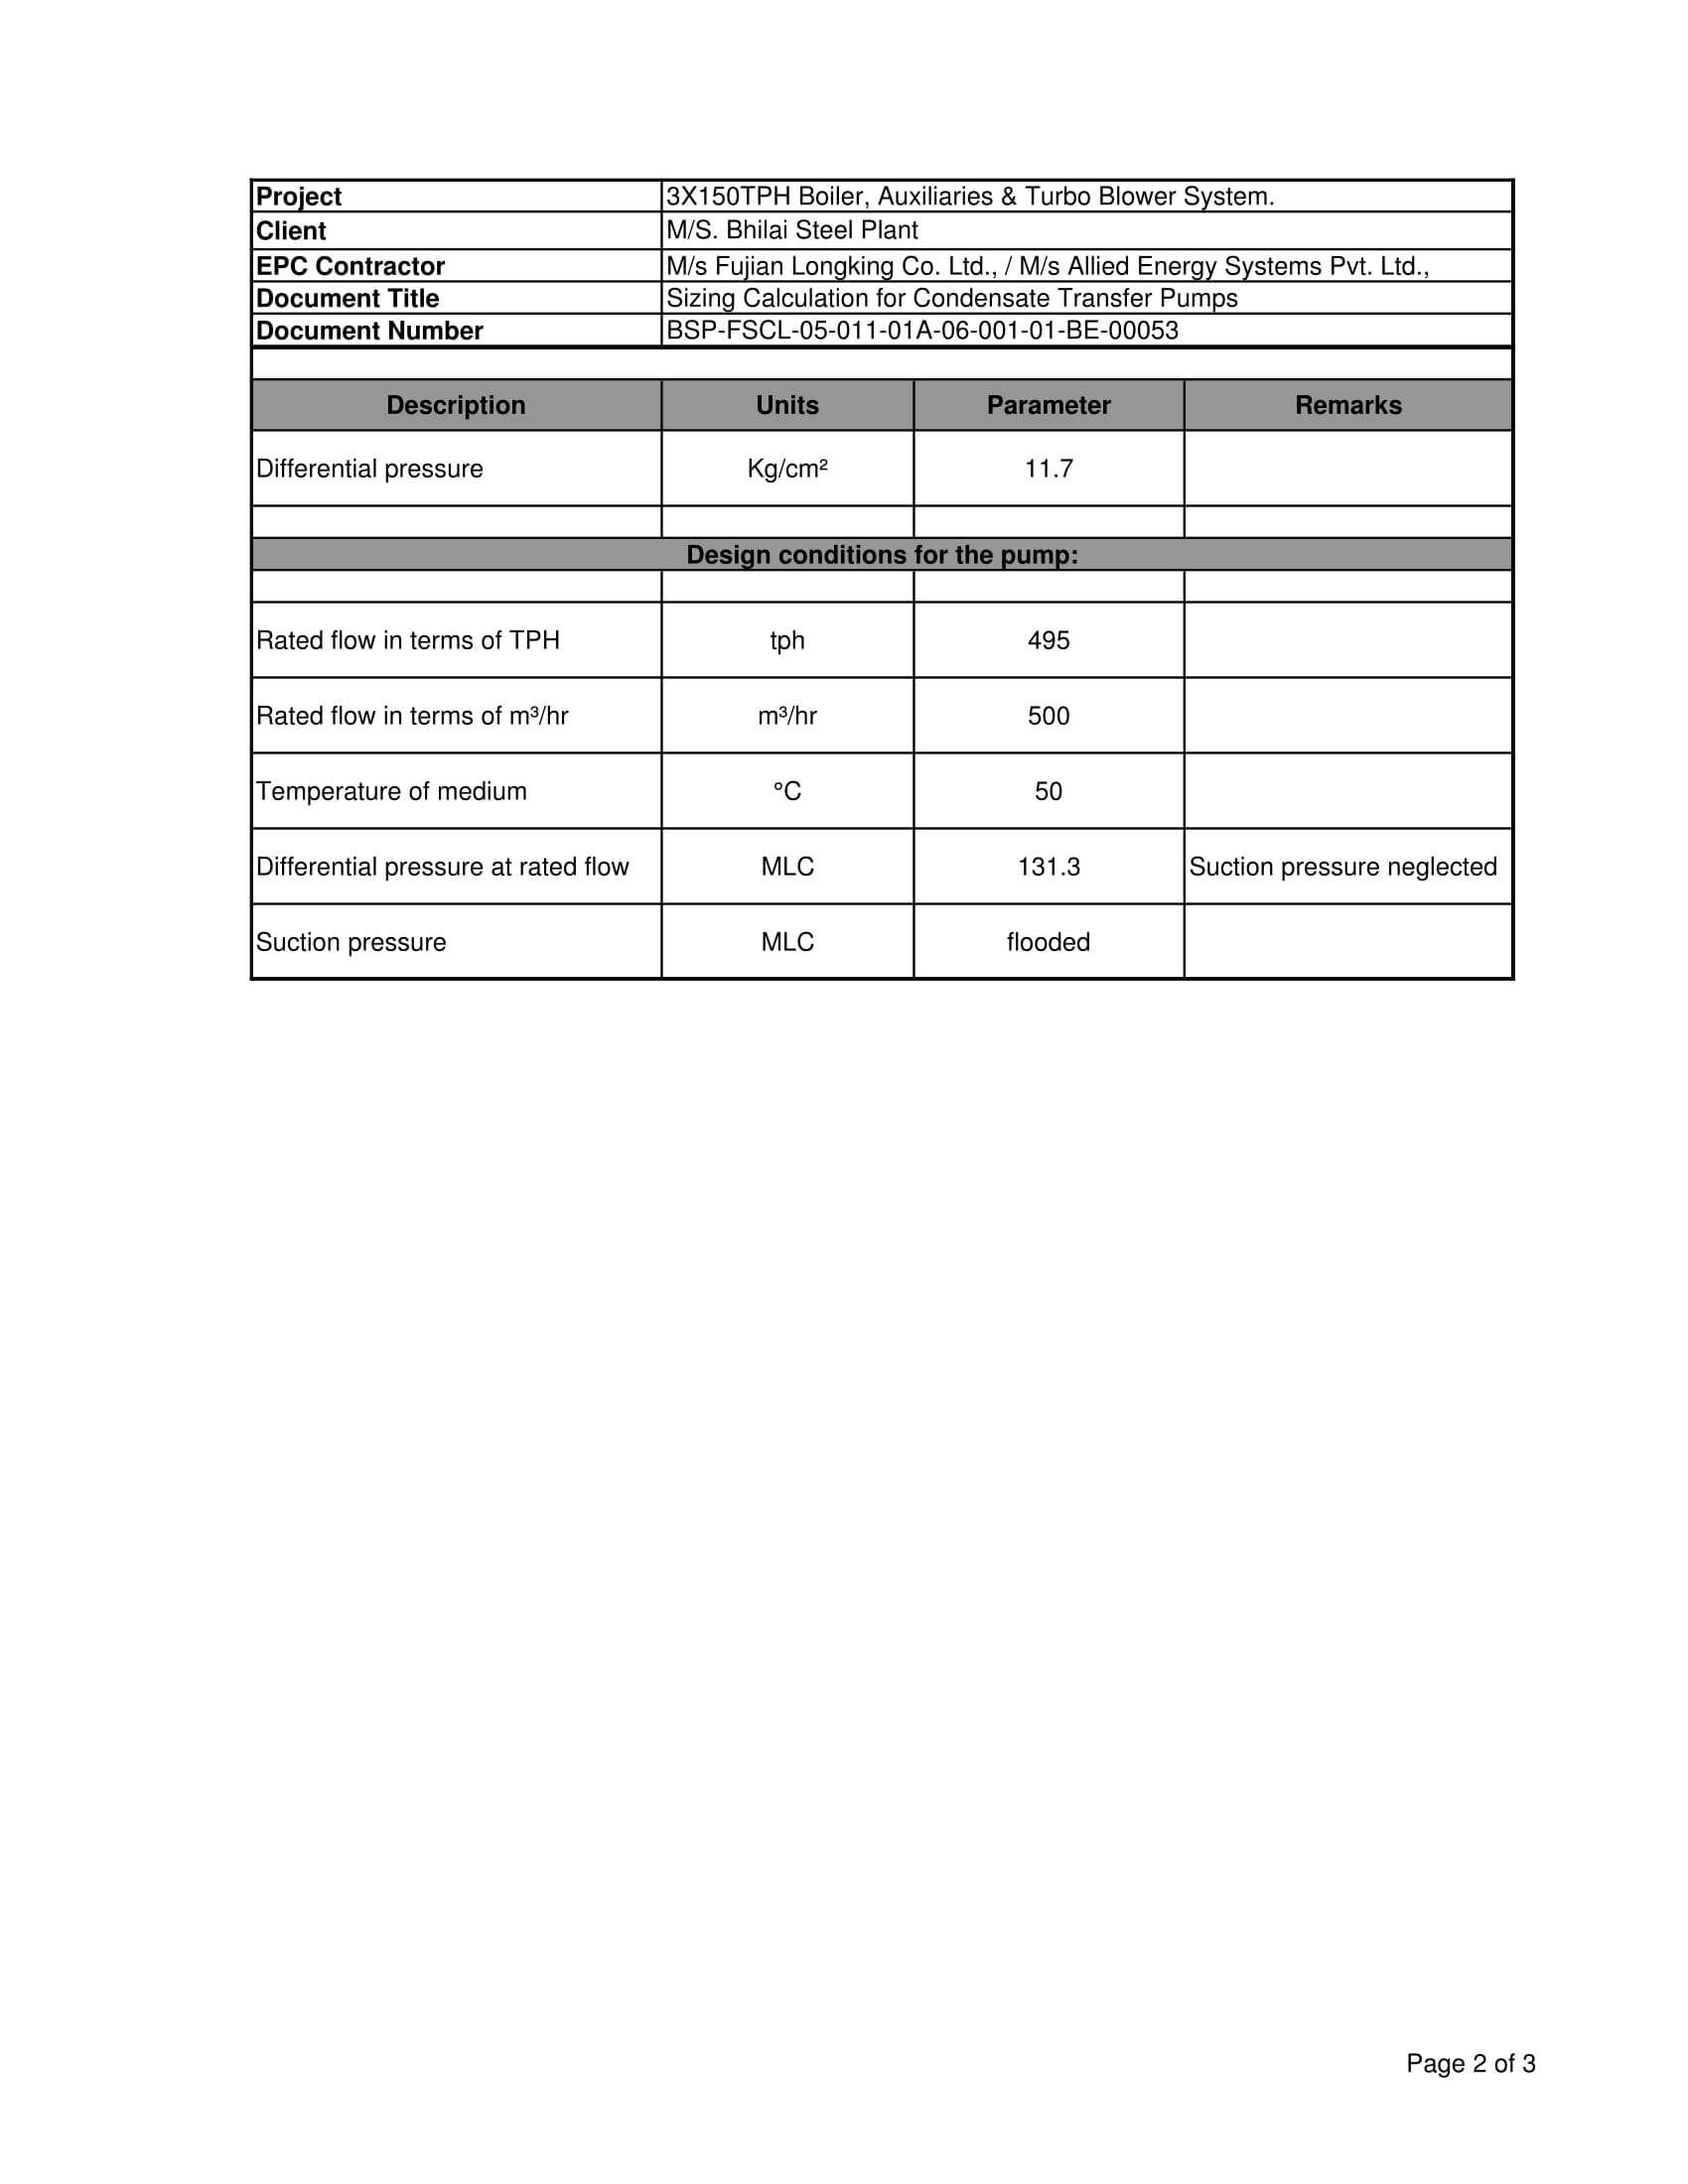 Project 3X150TPH Boiler, Auxiliaries & Turbo Blower System.
Client M/S. Bhilai Steel Plant
EPC Contractor M/s Fujian Longking Co. Ltd., / M/s Allied Energy Systems Pvt. Ltd.,
Document Title Sizing Calculation for Condensate Transfer Pumps
Document Number BSP-FSCL-05-011-01A-06-001-01-BE-00053
Description Units Parameter Remarks
Differential pressure Kg/cm² 11.7
Design conditions for the pump:
Rated flow in terms of TPH tph 495
Rated flow in terms of m³/hr m³/hr 500
Temperature of medium °C 50
Differential pressure at rated flow MLC 131.3 Suction pressure neglected
Suction pressure MLC flooded
Page 2 of 3